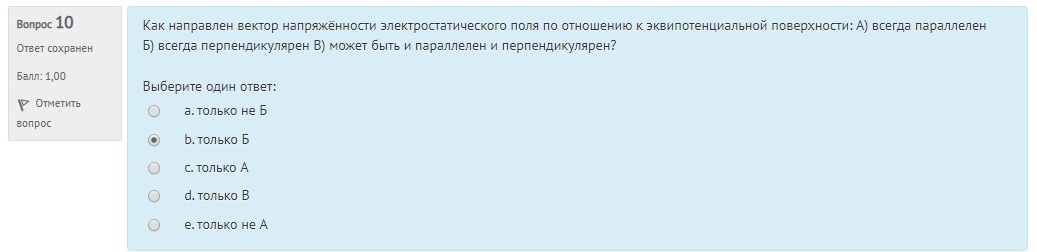 Вопрос 10
Ответ сохранен
Балл: 1,00
Отметить
вопрос
Как направлен вектор напряжённости электростатического поля по отношению к эквипотенциальной поверхности: А) всегда параллелен
Б) всегда перпендикулярен В) может быть и параллелен и перпендикулярен?
Выберите один ответ:
a. только не Б
b. только Б
c. только А
d. только В
e. только не А